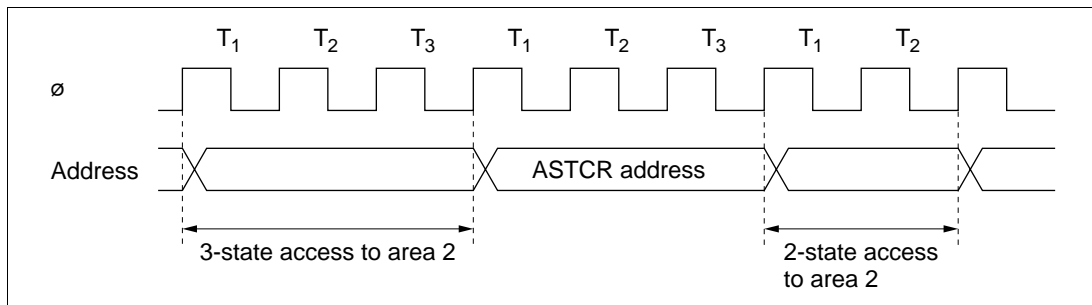 T1 T2 T3 T1 T2 T3 T1 T2
ø
Address ASTCR address
3-state access to area 2 2-state access
to area 2